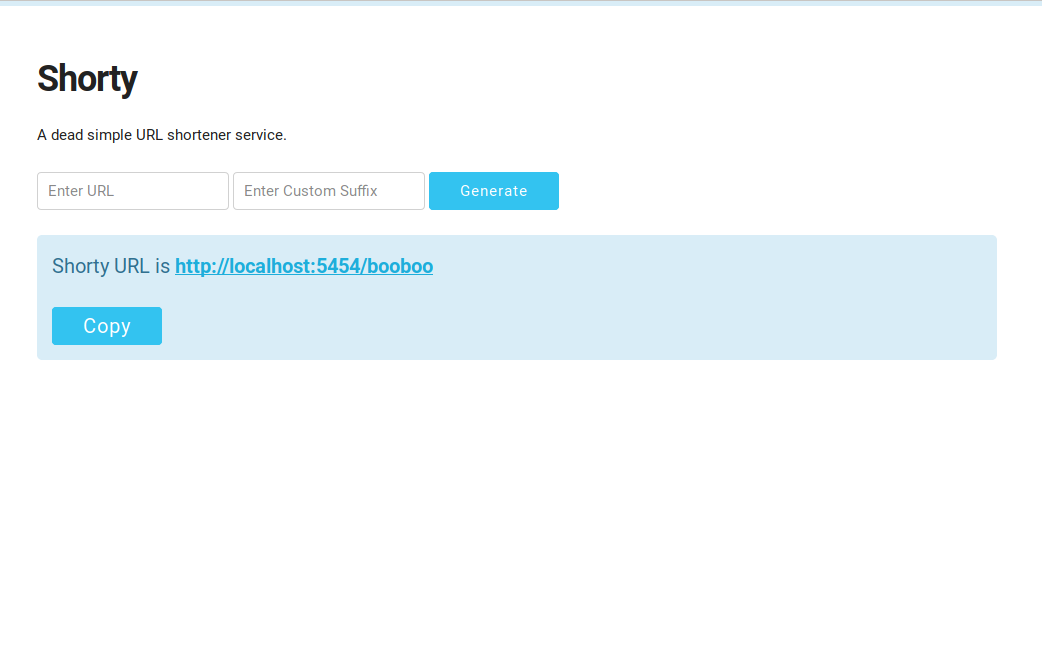 Shorty
A dead simple URL shortener service.
Enter URL Enter Custom Suffix Generate
Shorty URL is http://localhost:5454/booboo
Copy